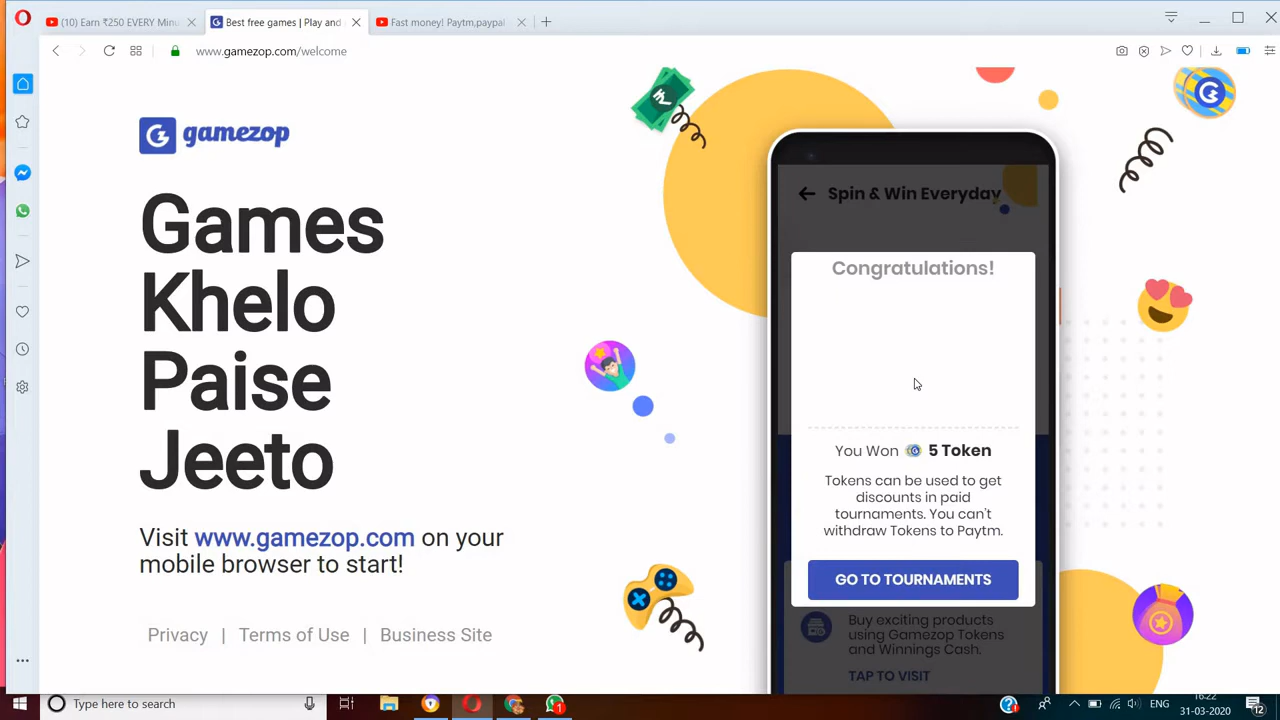 (10) Earn ₹250 EVERY Minu
Best free games | Play and
Fast money! Paytm,paypal
www.gamezop.com/welcome
gamezop
Games
Khelo
Paise
Jeeto
Visit www.gamezop.com on your
mobile browser to start!
Privacy | Terms of Use | Business Site
Spin & Win Everyday
Congratulations!
You Won 5 Token
Tokens can be used to get
discounts in paid
tournaments. You can't
withdraw Tokens to Paytm.
GO TO TOURNAMENTS
Buy exciting products
using Gamezop Tokens
and Winnings Cash.
TAP TO VISIT
Type here to search
ENG
16:22
31-03-2020
12